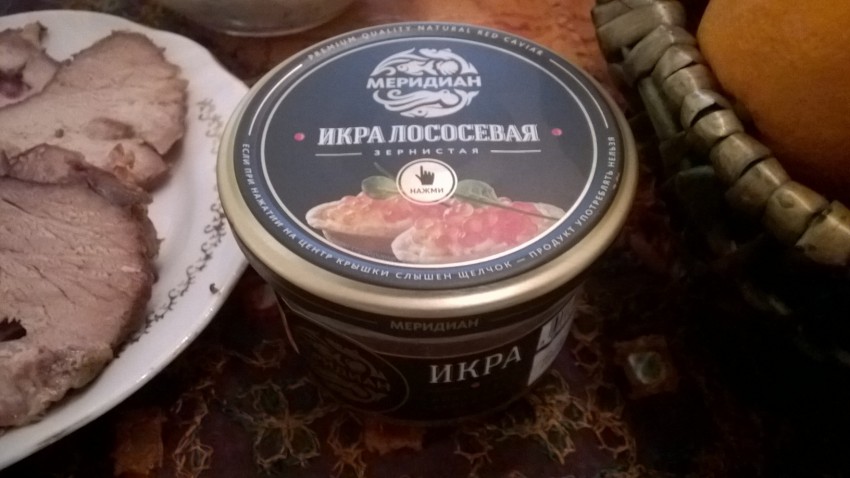 PREMIUM QUALITY NATURAL RED CAVIAR
МЕРИДИАН
ИКРА ЛОСОСЕВАЯ
ЗЕРНИСТАЯ
НАЖМИ
ЕСЛИ ПРИ НАЖАТИИ НА ЦЕНТР КРЫШКИ СЛЫШЕН ЩЕЛЧОК — ПРОДУКТ УПОТРЕБЛЯТЬ НЕЛЬЗЯ
МЕРИДИАН
ИКРА